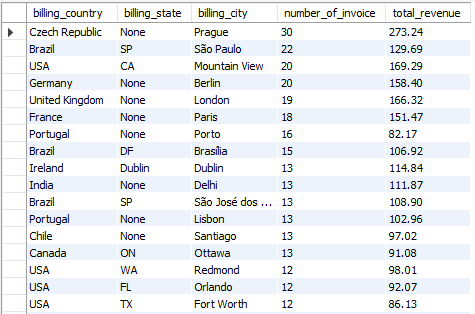 billing_country billing_state billing_city number_of_invoice total_revenue
Czech Republic None Prague 30 273.24
Brazil SP São Paulo 22 129.69
USA CA Mountain View 20 169.29
Germany None Berlin 20 158.40
United Kingdom None London 19 166.32
France None Paris 18 151.47
Portugal None Porto 16 82.17
Brazil DF Brasília 15 106.92
Ireland Dublin Dublin 13 114.84
India None Delhi 13 111.87
Brazil SP São José dos ... 13 108.90
Portugal None Lisbon 13 102.96
Chile None Santiago 13 97.02
Canada ON Ottawa 13 91.08
USA WA Redmond 12 98.01
USA FL Orlando 12 92.07
USA TX Fort Worth 12 86.13